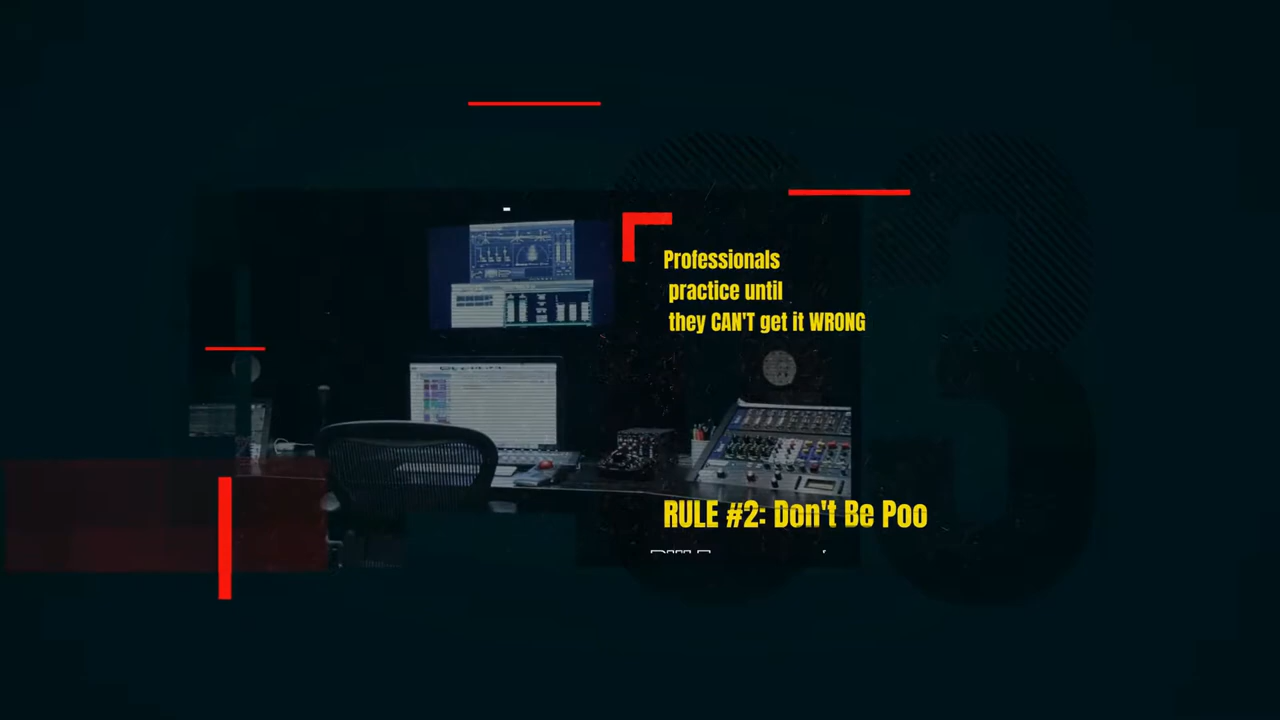 Professionals
practice until
they CAN'T get it WRONG
RULE #2: Don't Be Poo